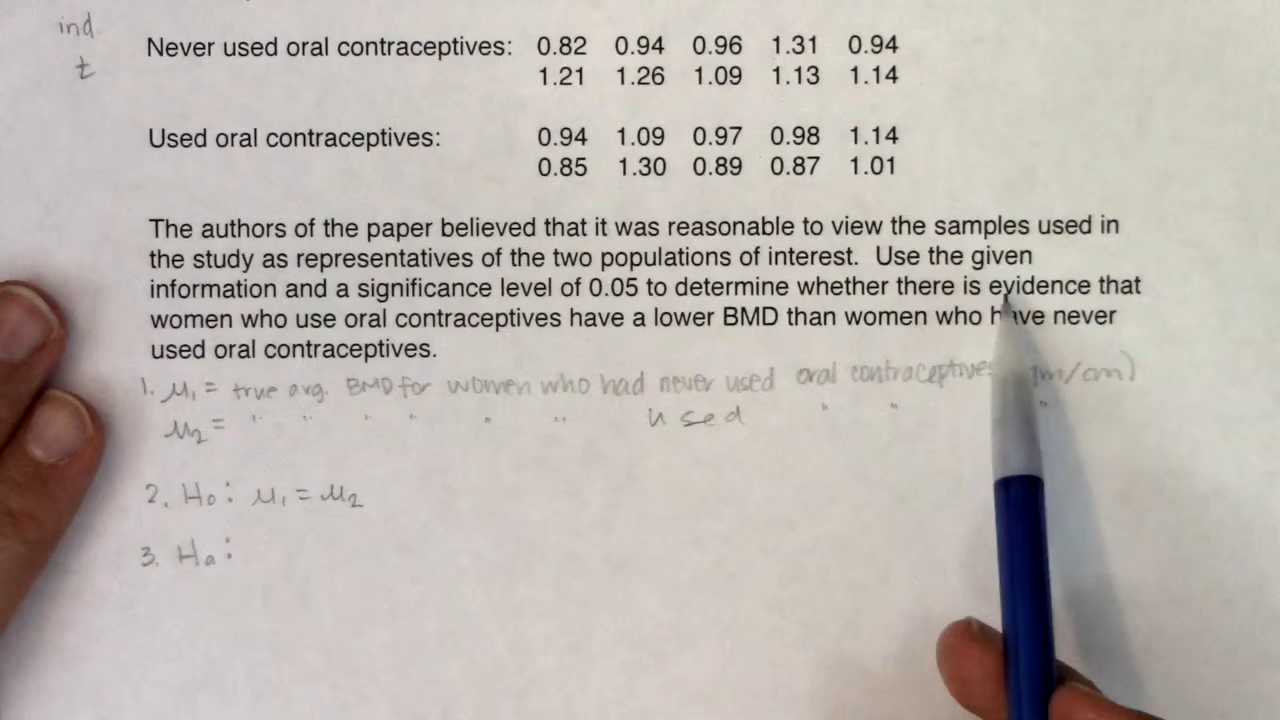 ind
t
Never used oral contraceptives: 0.82 0.94 0.96 1.31 0.94
1.21 1.26 1.09 1.13 1.14
Used oral contraceptives: 0.94 1.09 0.97 0.98 1.14
0.85 1.30 0.89 0.87 1.01
The authors of the paper believed that it was reasonable to view the samples used in
the study as representatives of the two populations of interest. Use the given
information and a significance level of 0.05 to determine whether there is evidence that
women who use oral contraceptives have a lower BMD than women who have never
used oral contraceptives.
1. μ₁ = true avg. BMD for women who had never used oral contraceptives m/cm)
μ₂ = " " " " " " used " " "
2. H₀: μ₁ = μ₂
3. Hₐ: